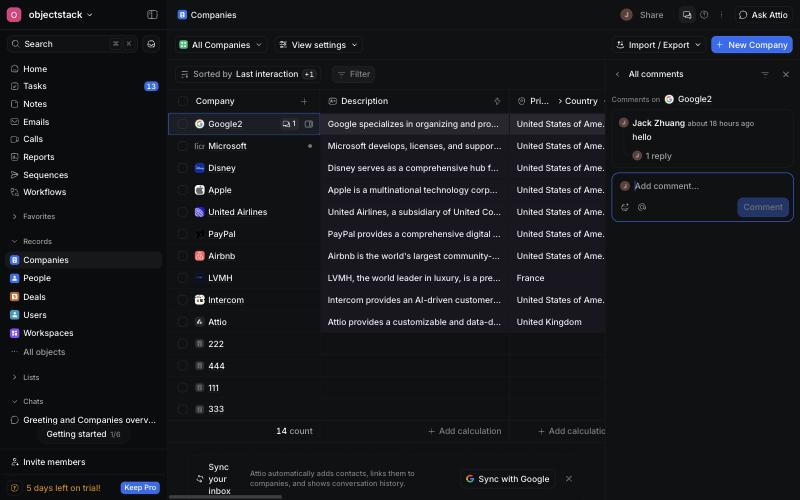 objectstack
Search
⌘ K
Home
Tasks 13
Notes
Emails
Calls
Reports
Sequences
Workflows
Favorites
Records
Companies
People
Deals
Users
Workspaces
All objects
Lists
Chats
Greeting and Companies overv...
Getting started 1/6
Invite members
5 days left on trial! Keep Pro
Companies
J Share
Ask Attio
All Companies
View settings
Import / Export
+ New Company
Sorted by Last interaction +1
Filter
Company + Description Pri... > Country
Google2 1 Google specializes in organizing and pro... United States of Ame.
Microsoft Microsoft develops, licenses, and suppor... United States of Ame.
Disney Disney serves as a comprehensive hub f... United States of Ame.
Apple Apple is a multinational technology corp... United States of Ame.
United Airlines United Airlines, a subsidiary of United Co... United States of Ame.
PayPal PayPal provides a comprehensive digital ... United States of Ame.
Airbnb Airbnb is the world's largest community-... United States of Ame.
LVMH LVMH, the world leader in luxury, is a pre... France
Intercom Intercom provides an AI-driven customer... United States of Ame.
Attio Attio provides a customizable and data-d... United Kingdom
222
444
111
333
14 count + Add calculation + Add calculatio
Sync your inbox
Attio automatically adds contacts, links them to
companies, and shows conversation history.
Sync with Google
All comments
Comments on Google2
J Jack Zhuang about 18 hours ago
hello
J 1 reply
J Add comment...
Comment